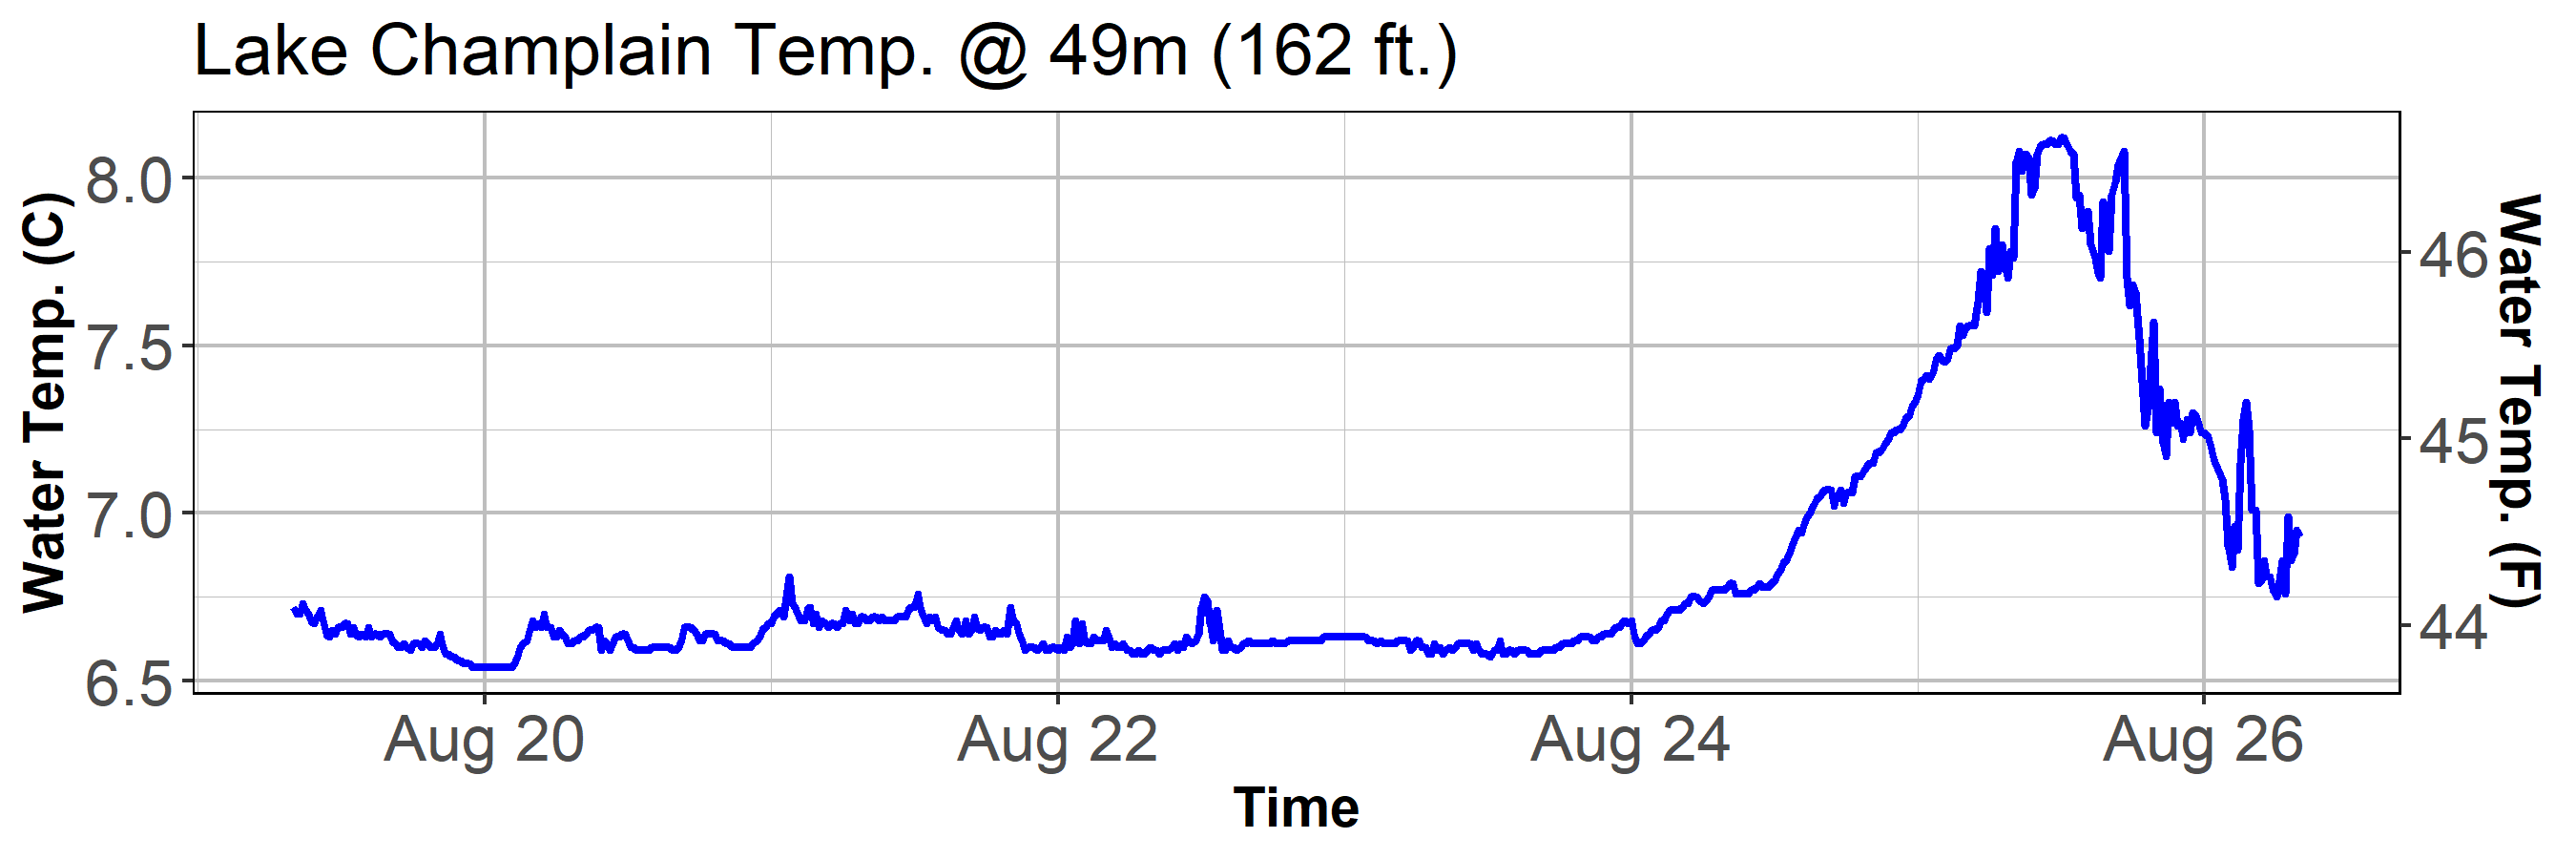 Lake Champlain Temp. @ 49m (162 ft.)
Water Temp. (C)
8.0
7.5
7.0
6.5
Water Temp. (F)
46
45
44
Aug 20
Aug 22
Aug 24
Aug 26
Time